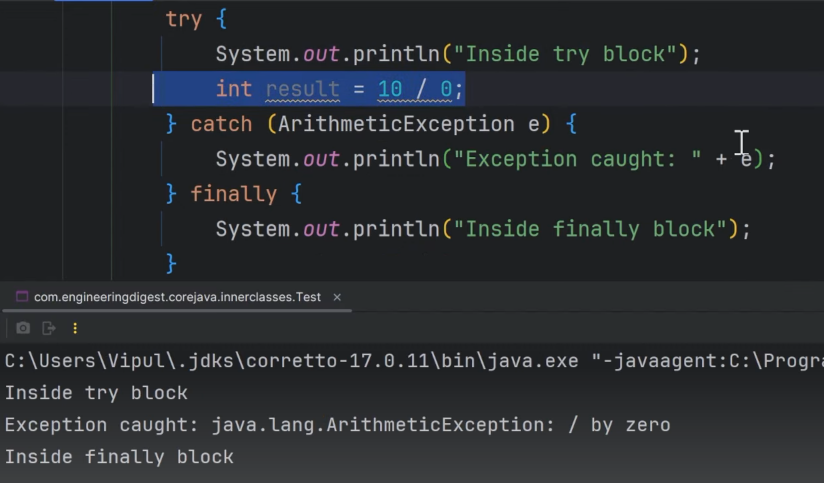 try {
System.out.println("Inside try block");
int result = 10 / 0;
} catch (ArithmeticException e) {
System.out.println("Exception caught: " + e);
} finally {
System.out.println("Inside finally block");
}
com.engineeringdigest.corejava.innerclasses.Test ×
C:\Users\Vipul\.jdks\corretto-17.0.11\bin\java.exe "-javaagent:C:\Progra
Inside try block
Exception caught: java.lang.ArithmeticException: / by zero
Inside finally block